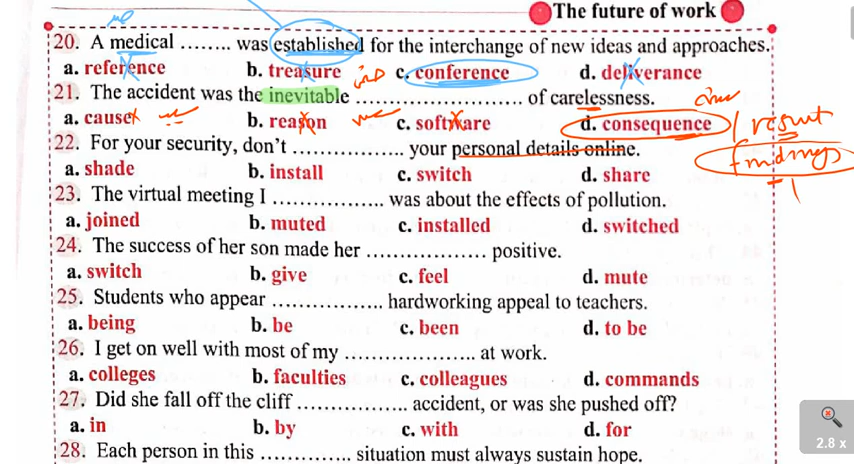 The future of work
20. A medical ........ was established for the interchange of new ideas and approaches.
a. reference b. treasure c. conference d. deliverance
21. The accident was the inevitable .......................... of carelessness.
a. cause b. reason c. software d. consequence / result
findings
22. For your security, don't ................. your personal details online.
a. shade b. install c. switch d. share
23. The virtual meeting I ................. was about the effects of pollution.
a. joined b. muted c. installed d. switched
24. The success of her son made her .................. positive.
a. switch b. give c. feel d. mute
25. Students who appear ................. hardworking appeal to teachers.
a. being b. be c. been d. to be
26. I get on well with most of my .................... at work.
a. colleges b. faculties c. colleagues d. commands
27. Did she fall off the cliff ................. accident, or was she pushed off?
a. in b. by c. with d. for
28. Each person in this .............. situation must always sustain hope.
2.8 x